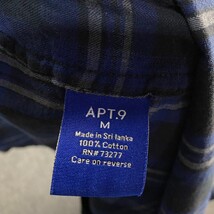 APT.9
M
Made in Sri lanka
100% Cotton
RN# 73277
Care on reverse